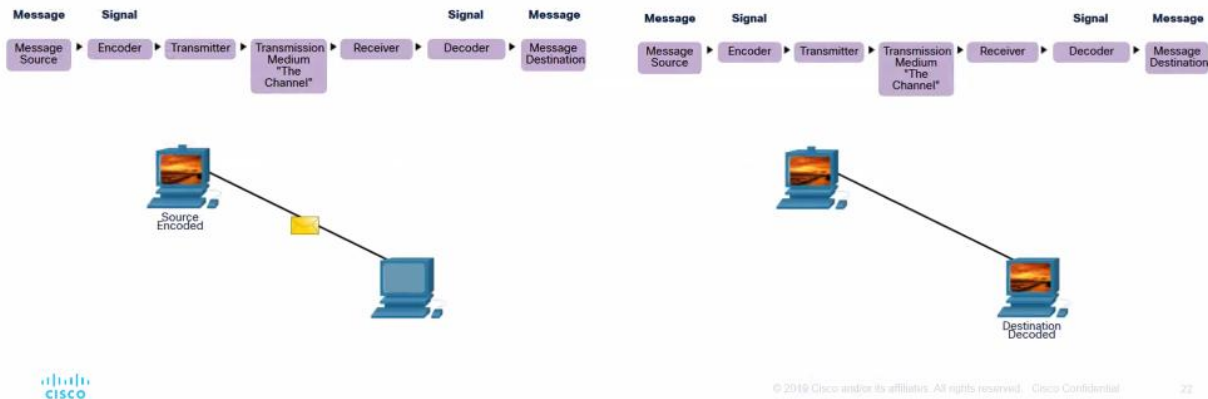 Message Signal Signal Message
Message Source Encoder Transmitter Transmission Medium "The Channel" Receiver Decoder Message Destination
Source Encoded
Message Signal Signal Message
Message Source Encoder Transmitter Transmission Medium "The Channel" Receiver Decoder Message Destination
Destination Decoded
CISCO
© 2019 Cisco and/or its affiliates. All rights reserved. Cisco Confidential 22